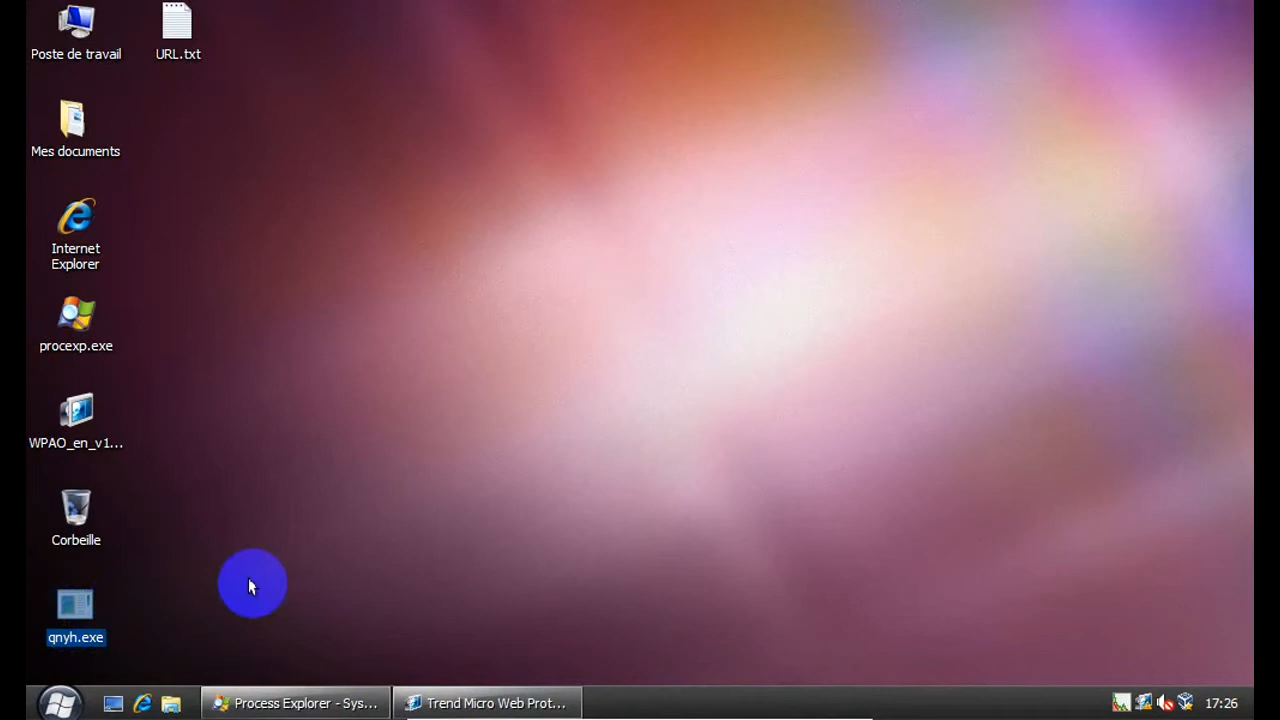 Poste de travail
URL.txt
Mes documents
Internet
Explorer
procexp.exe
WPAO_en_v1...
Corbeille
qnyh.exe
Process Explorer - Sys...
Trend Micro Web Prot...
17:26